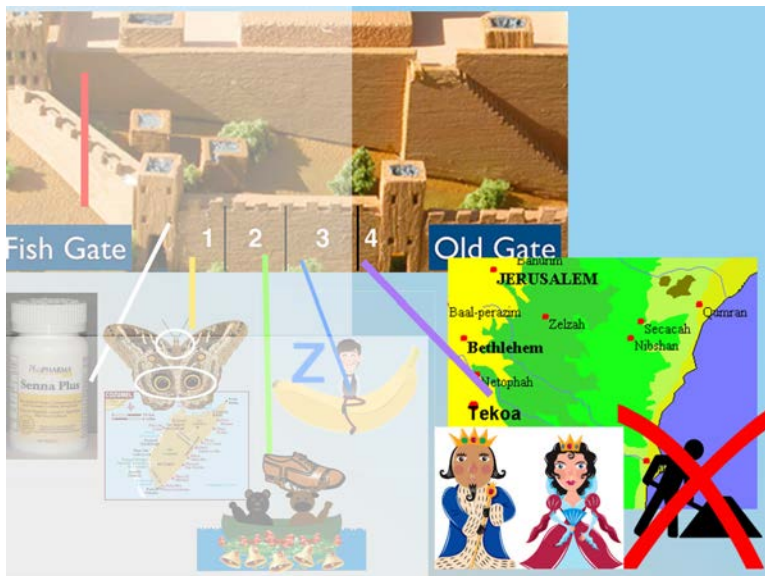 1
2
3
4
Fish Gate
Old Gate
Bahurim
JERUSALEM
Baal-perazim
Zelzah
Qumran
Secacah
Nibshan
Bethlehem
Netophah
Tekoa
Senna Plus
Z